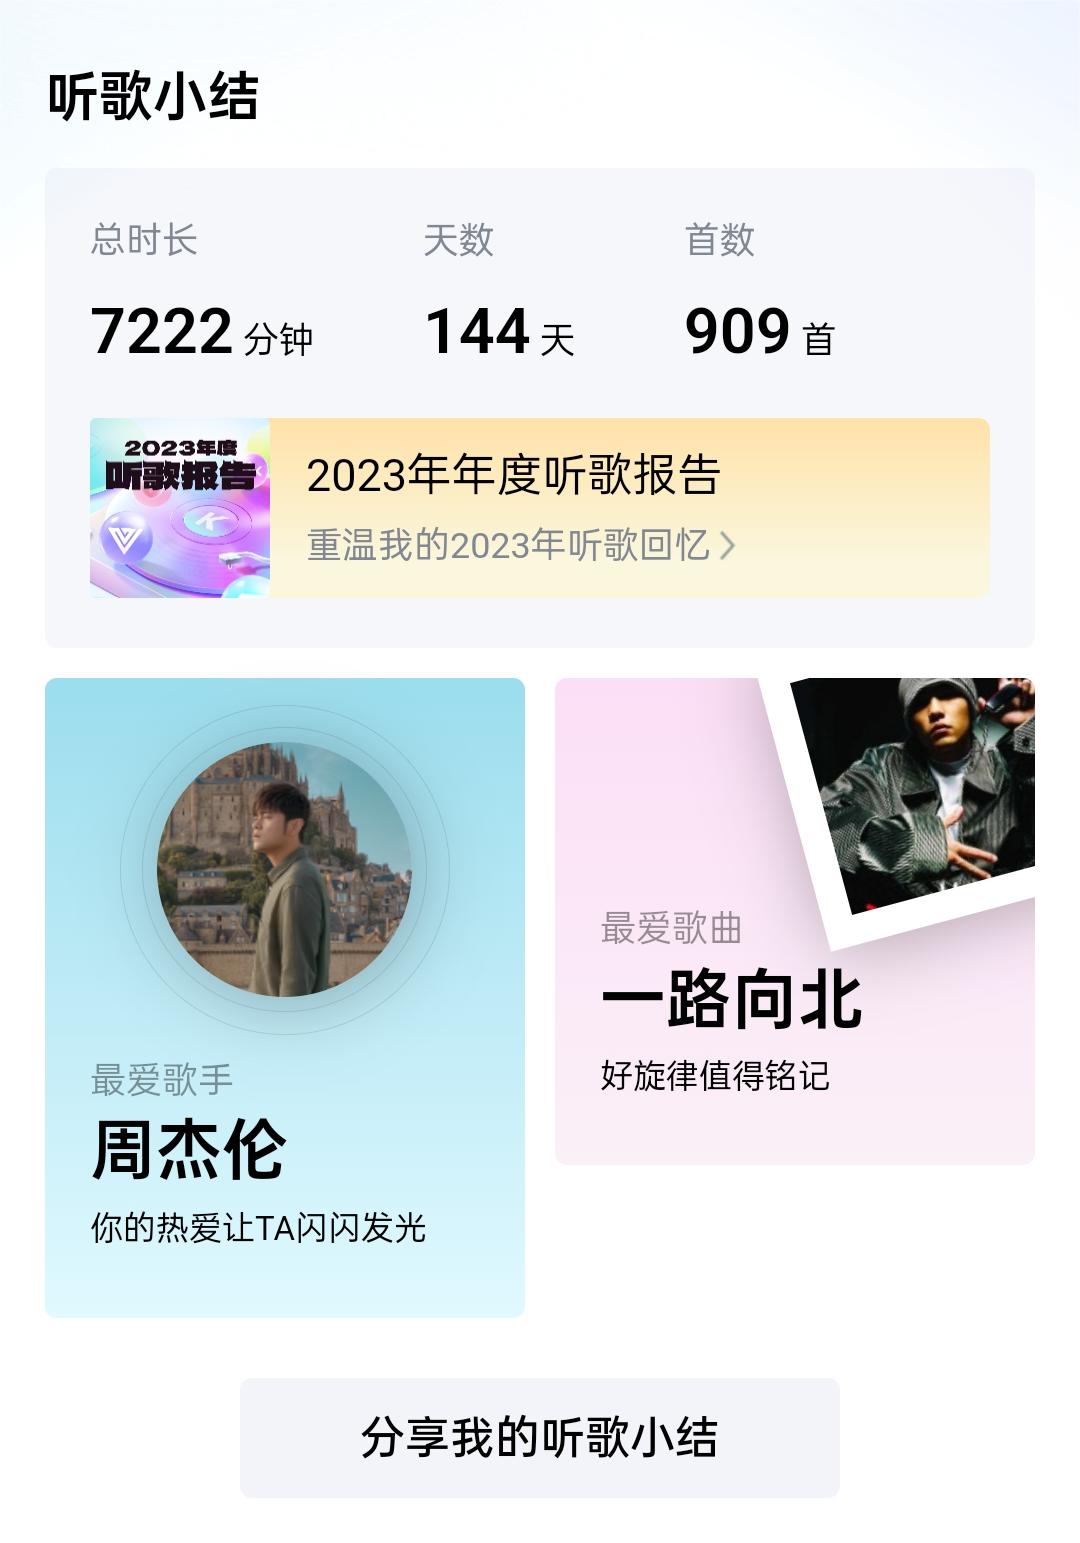 听歌小结
总时长 天数 首数
7222 分钟 144 天 909 首
2023年度
听歌报告
2023年年度听歌报告
重温我的2023年听歌回忆
最爱歌手
周杰伦
你的热爱让TA闪闪发光
最爱歌曲
一路向北
好旋律值得铭记
分享我的听歌小结